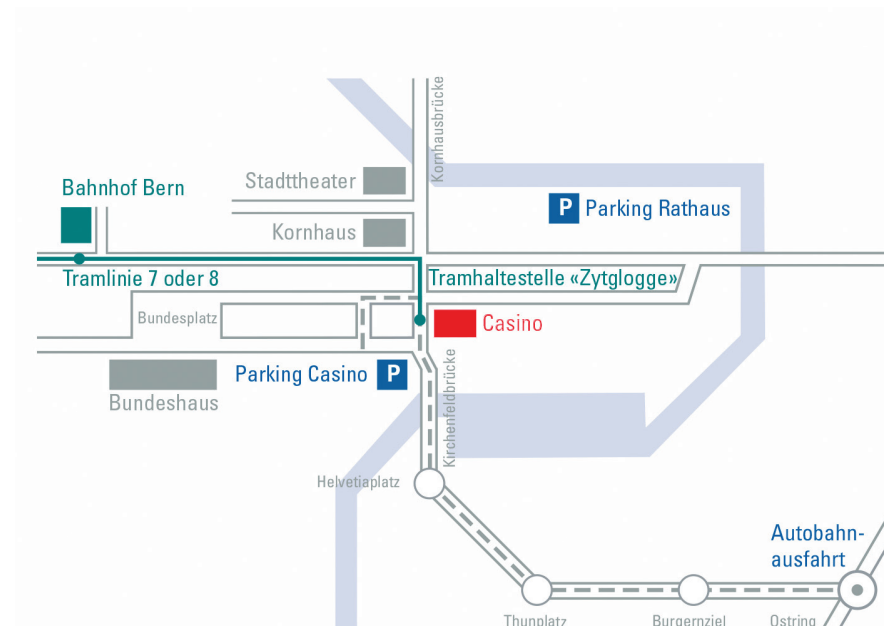 Kornhausbrücke
Stadttheater
Bahnhof Bern
P Parking Rathaus
Kornhaus
Tramlinie 7 oder 8
Tramhaltestelle «Zytglogge»
Bundesplatz
Casino
Parking Casino P
Bundeshaus
Kirchenfeldbrücke
Helvetiaplatz
Autobahn-
ausfahrt
Thunplatz
Burgernziel
Ostring